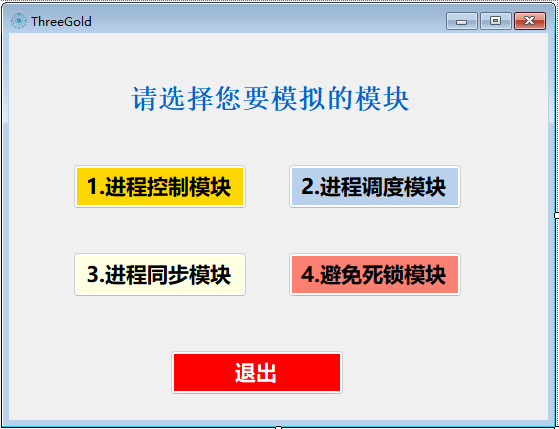 ThreeGold
请选择您要模拟的模块
1.进程控制模块
2.进程调度模块
3.进程同步模块
4.避免死锁模块
退出